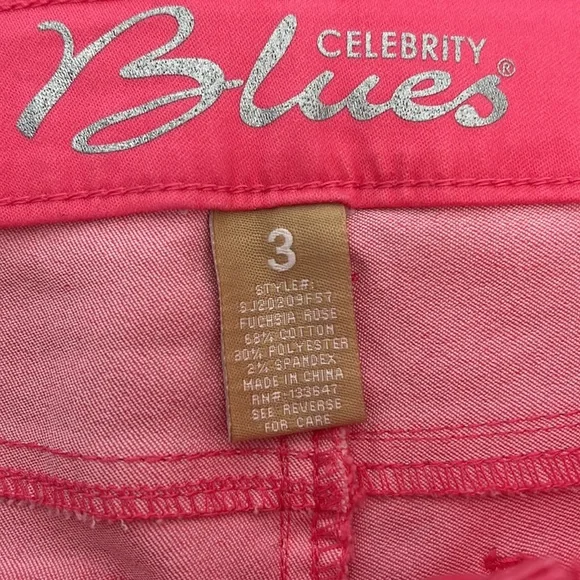 CELEBRITY
Blues®
3
STYLE#:
SJ20209F57
FUCHSIA ROSE
68% COTTON
30% POLYESTER
2% SPANDEX
MADE IN CHINA
RN#-133647
SEE REVERSE
FOR CARE